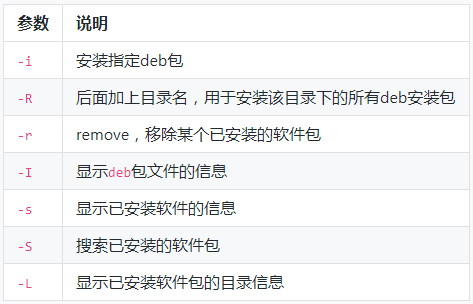 参数 说明
-i 安装指定deb包
-R 后面加上目录名，用于安装该目录下的所有deb安装包
-r remove，移除某个已安装的软件包
-I 显示deb包文件的信息
-s 显示已安装软件的信息
-S 搜索已安装的软件包
-L 显示已安装软件包的目录信息